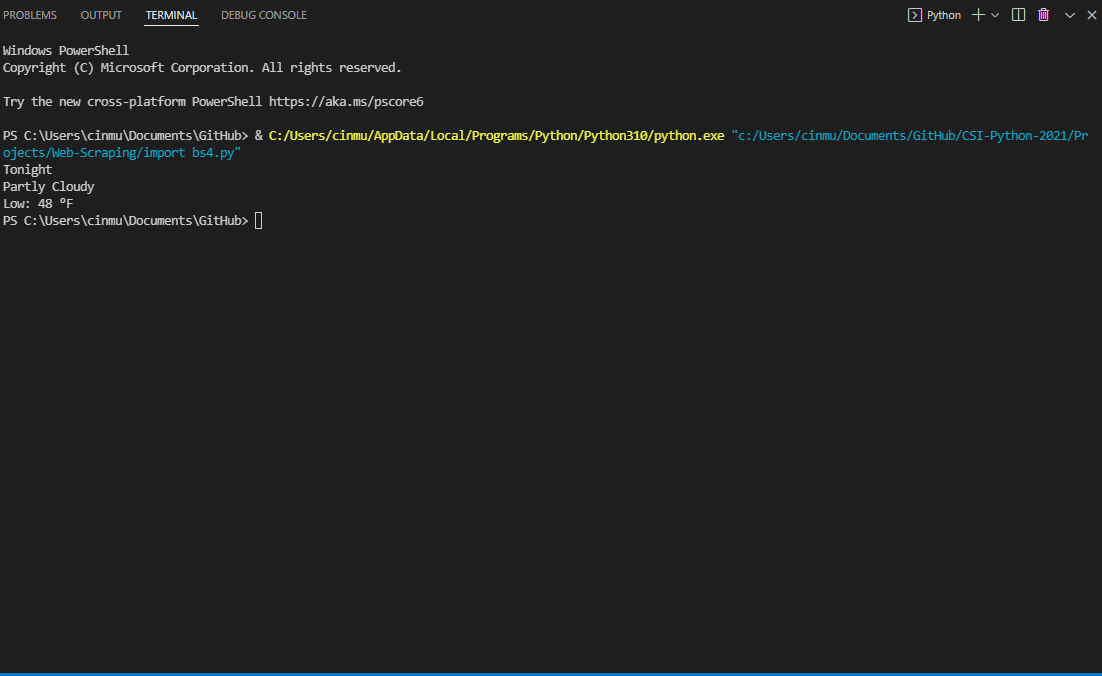 PROBLEMS OUTPUT TERMINAL DEBUG CONSOLE Python
Windows PowerShell
Copyright (C) Microsoft Corporation. All rights reserved.
Try the new cross-platform PowerShell https://aka.ms/pscore6
PS C:\Users\cinmu\Documents\GitHub> & C:/Users/cinmu/AppData/Local/Programs/Python/Python310/python.exe "c:/Users/cinmu/Documents/GitHub/CSI-Python-2021/Pr
ojects/Web-Scraping/import bs4.py"
Tonight
Partly Cloudy
Low: 48 °F
PS C:\Users\cinmu\Documents\GitHub>